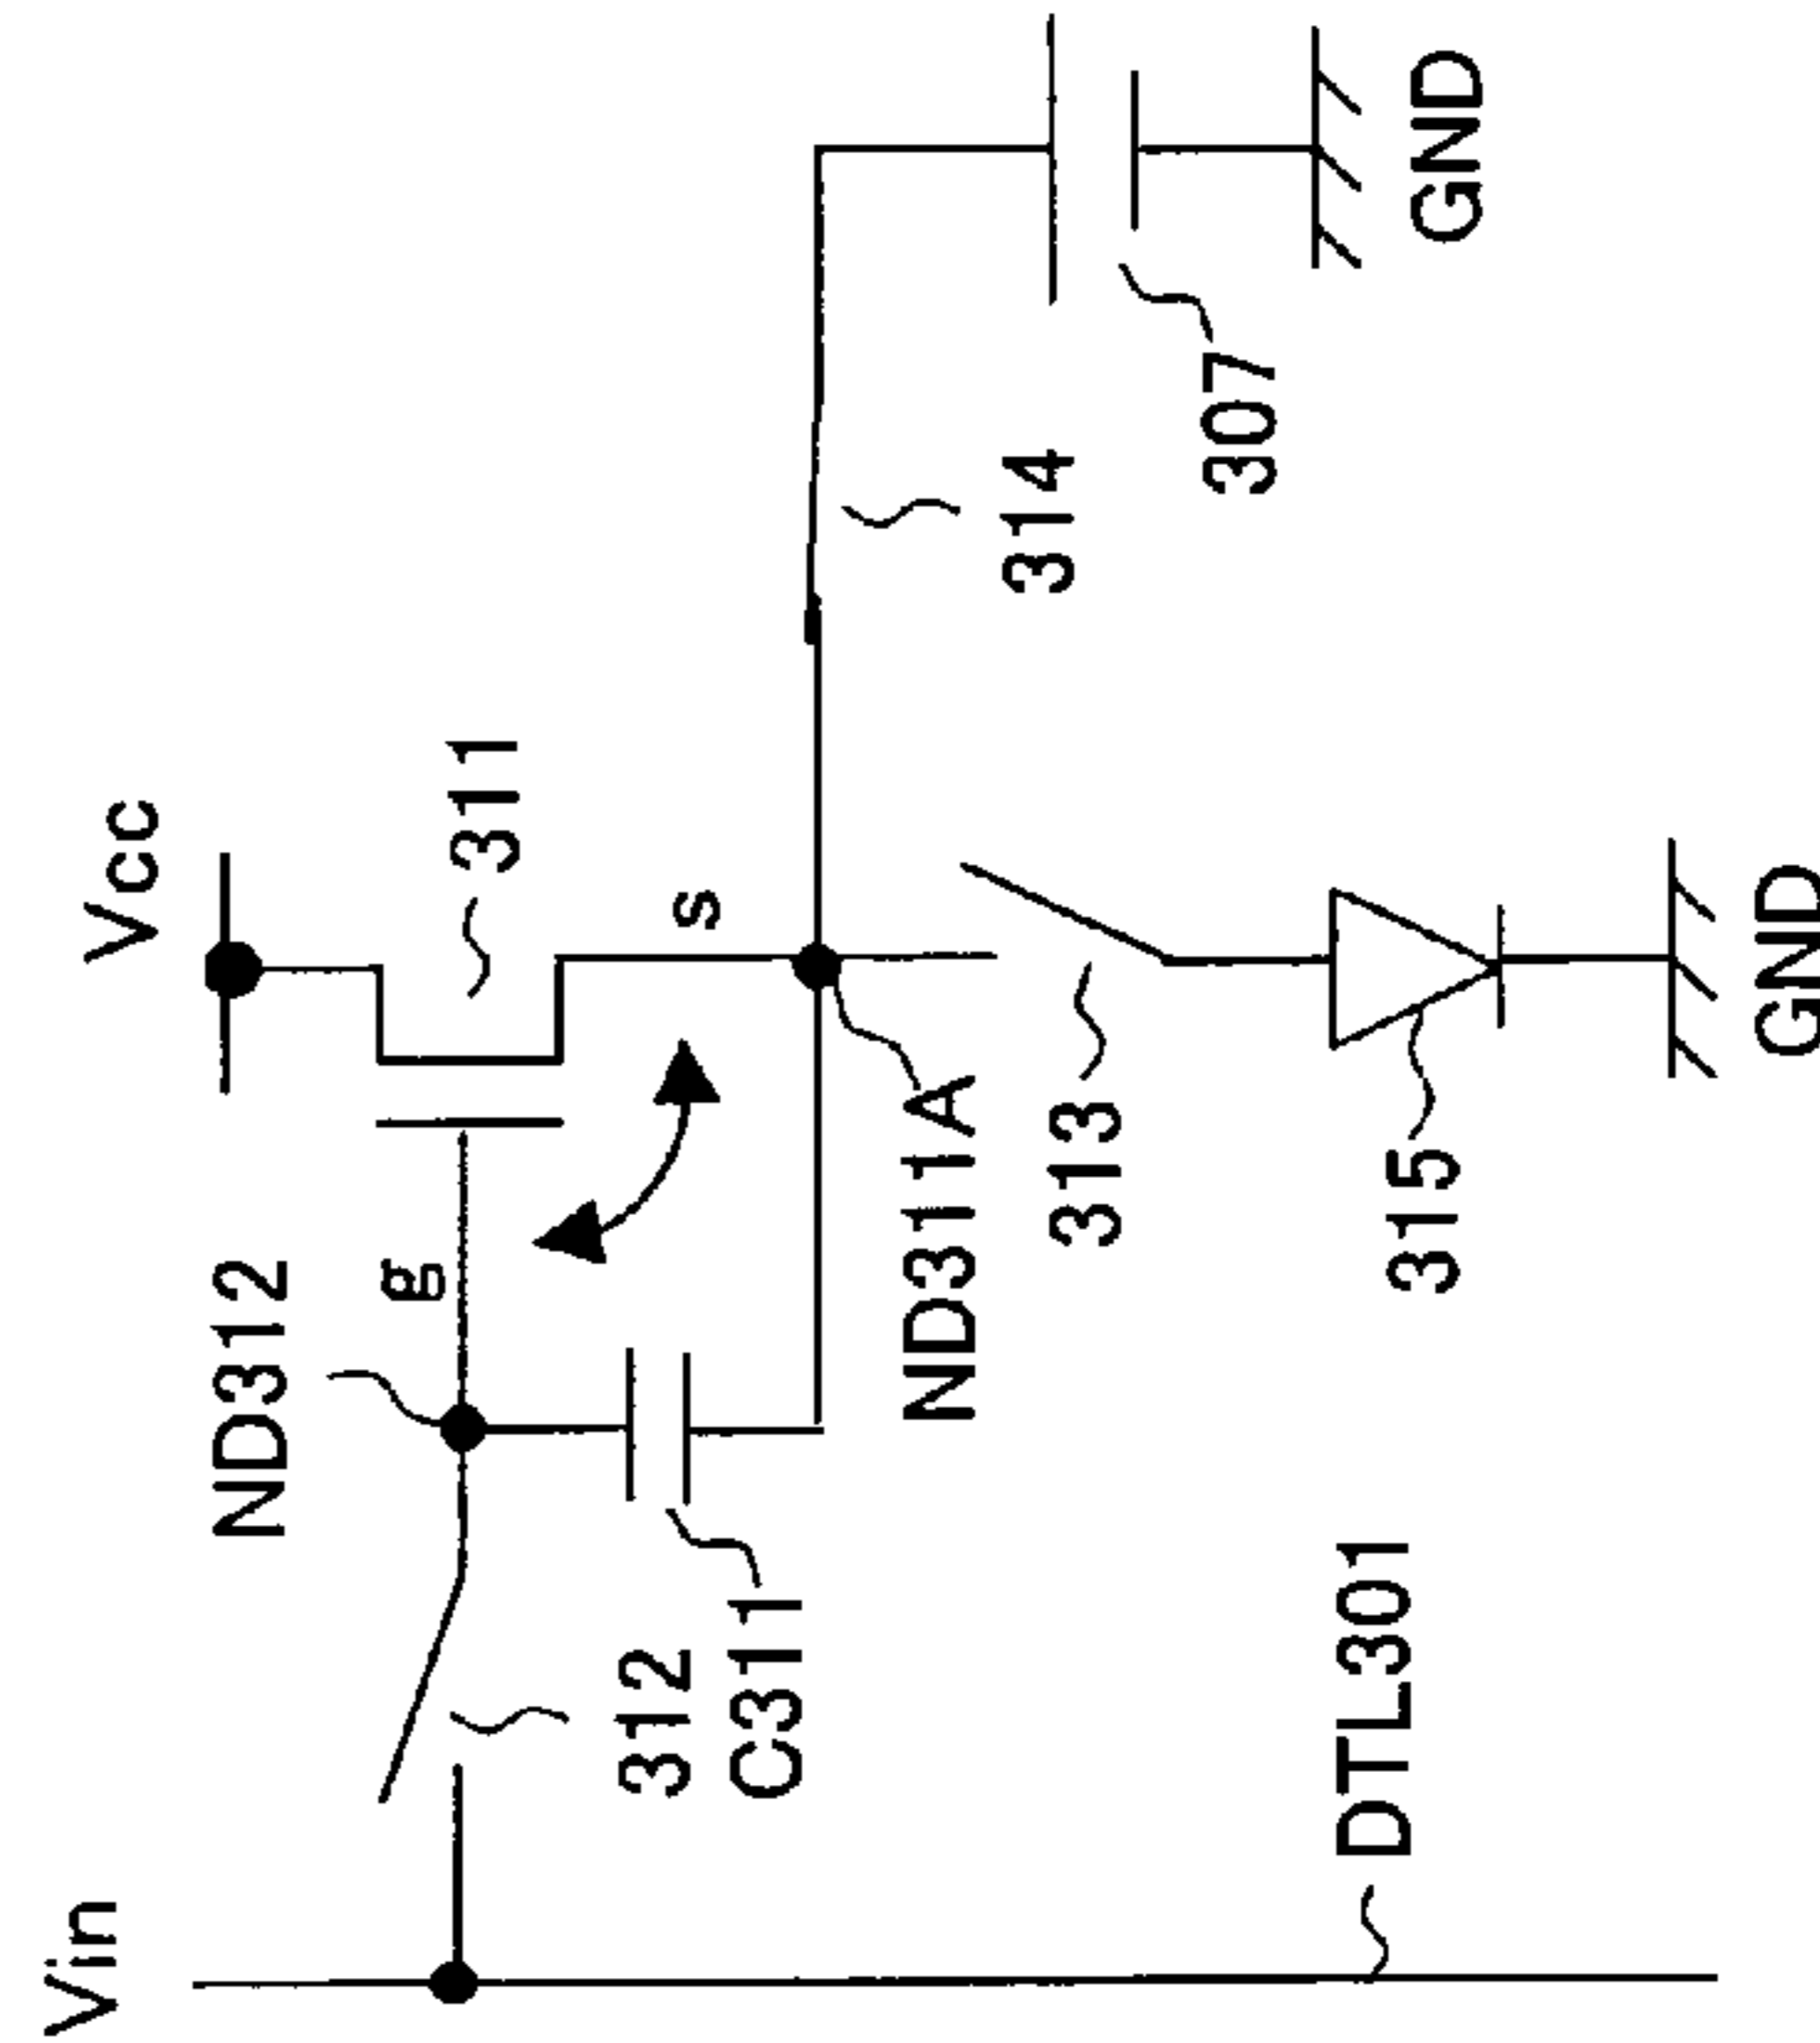 Vin
Vcc
ND312
g
311
s
312
C311
ND311A
314
313
307
DTL301
315
GND
GND